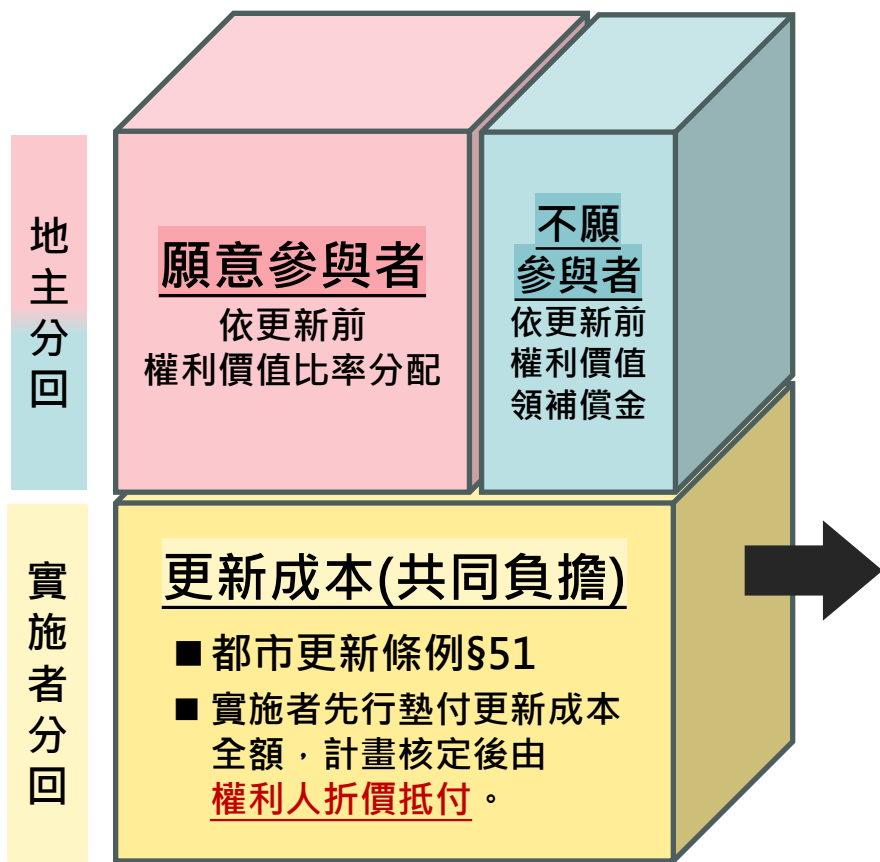 地主分回
願意參與者
依更新前
權利價值比率分配
不願
參與者
依更新前
權利價值
領補償金
實施者分回
更新成本(共同負擔)
■ 都市更新條例§51
■ 實施者先行墊付更新成本
全額，計畫核定後由
權利人折價抵付。